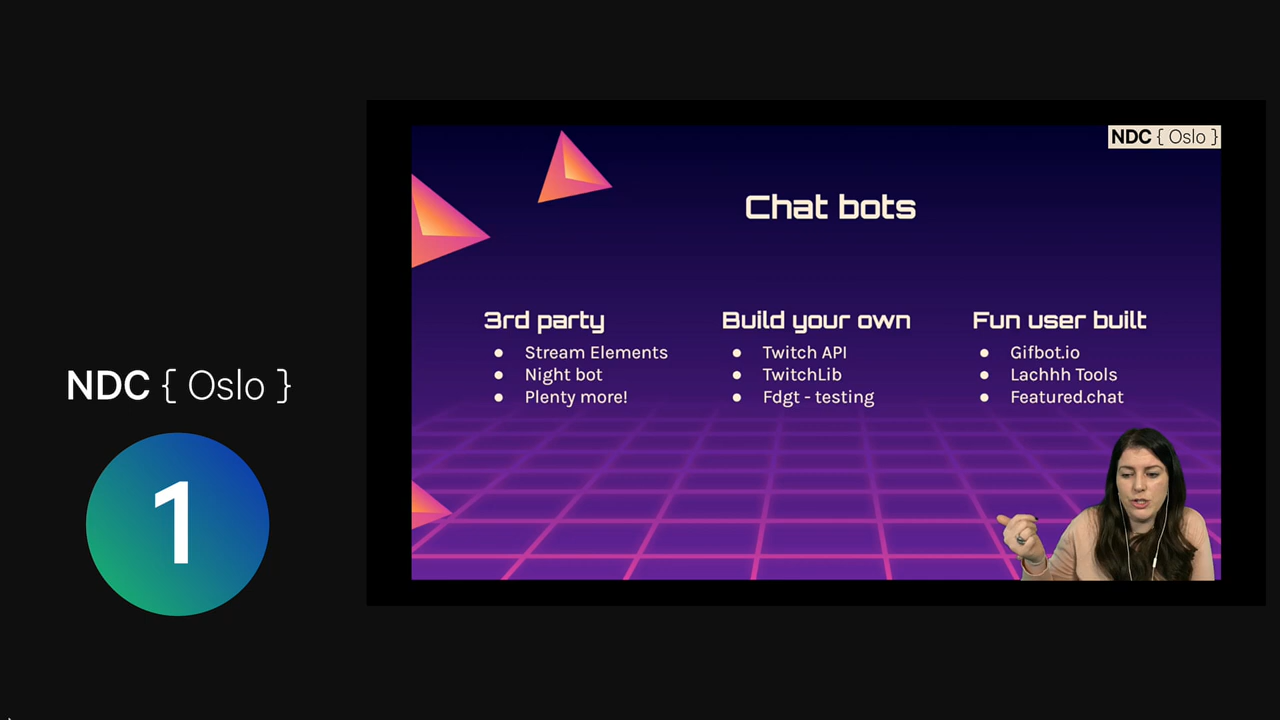 NDC { Oslo }
1
NDC { Oslo }
Chat bots
3rd party
Stream Elements
Night bot
Plenty more!
Build your own
Twitch API
TwitchLib
Fdgt - testing
Fun user built
Gifbot.io
Lachhh Tools
Featured.chat